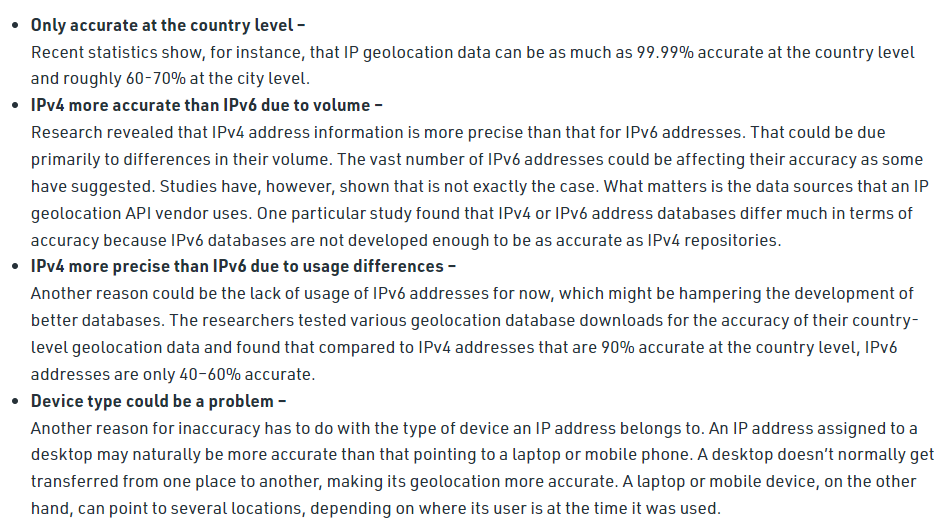 • Only accurate at the country level –
Recent statistics show, for instance, that IP geolocation data can be as much as 99.99% accurate at the country level
and roughly 60-70% at the city level.
• IPv4 more accurate than IPv6 due to volume –
Research revealed that IPv4 address information is more precise than that for IPv6 addresses. That could be due
primarily to differences in their volume. The vast number of IPv6 addresses could be affecting their accuracy as some
have suggested. Studies have, however, shown that is not exactly the case. What matters is the data sources that an IP
geolocation API vendor uses. One particular study found that IPv4 or IPv6 address databases differ much in terms of
accuracy because IPv6 databases are not developed enough to be as accurate as IPv4 repositories.
• IPv4 more precise than IPv6 due to usage differences –
Another reason could be the lack of usage of IPv6 addresses for now, which might be hampering the development of
better databases. The researchers tested various geolocation database downloads for the accuracy of their country-
level geolocation data and found that compared to IPv4 addresses that are 90% accurate at the country level, IPv6
addresses are only 40–60% accurate.
• Device type could be a problem –
Another reason for inaccuracy has to do with the type of device an IP address belongs to. An IP address assigned to a
desktop may naturally be more accurate than that pointing to a laptop or mobile phone. A desktop doesn't normally get
transferred from one place to another, making its geolocation more accurate. A laptop or mobile device, on the other
hand, can point to several locations, depending on where its user is at the time it was used.